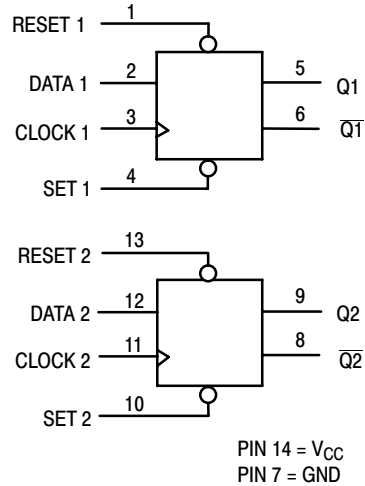 RESET 1 1
DATA 1 2 5 Q1
CLOCK 1 3 6 Q1̅
SET 1 4
RESET 2 13
DATA 2 12 9 Q2
CLOCK 2 11 8 Q2̅
SET 2 10
PIN 14 = VCC
PIN 7 = GND